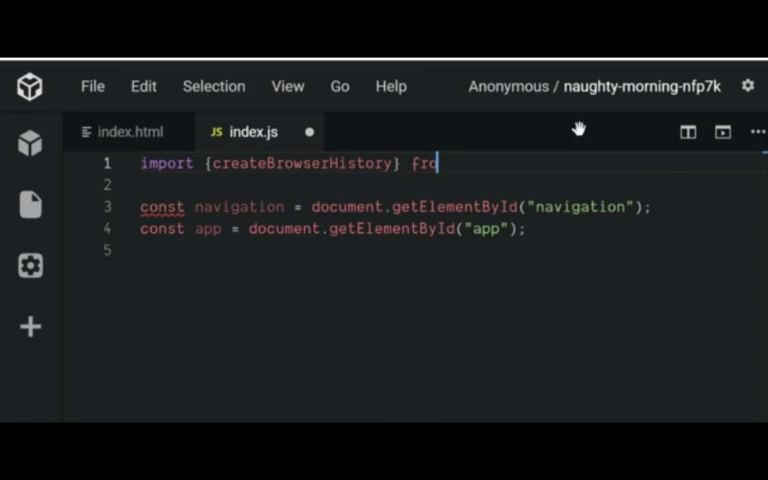 File Edit Selection View Go Help Anonymous / naughty-morning-nfp7k
index.html JS index.js
1 import {createBrowserHistory} fro
2
3 const navigation = document.getElementById("navigation");
4 const app = document.getElementById("app");
5